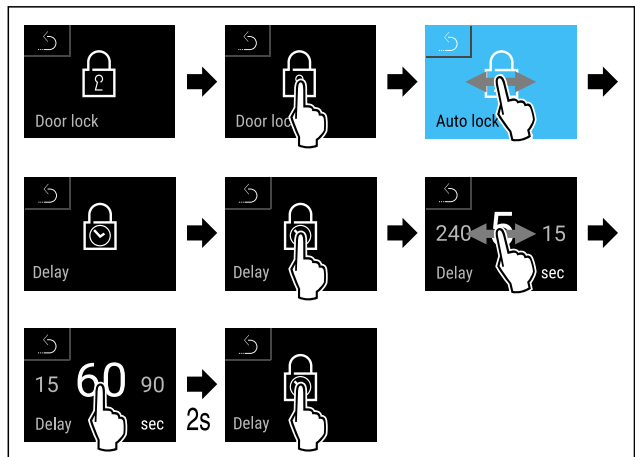 Door lock
Door loc
Auto lock
Delay
Delay
240 5 15
Delay sec
15 60 90
Delay sec
2s
Delay